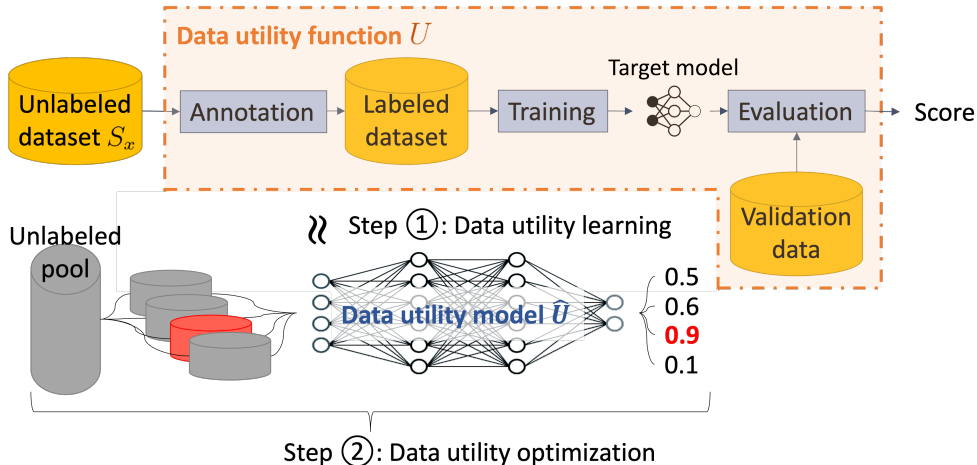 Data utility function U
Target model
Unlabeled
dataset Sₓ
Annotation
Labeled
dataset
Training
Evaluation
Score
Validation
data
≈ Step ①: Data utility learning
Unlabeled
pool
Data utility model Û
0.5
0.6
0.9
0.1
Step ②: Data utility optimization